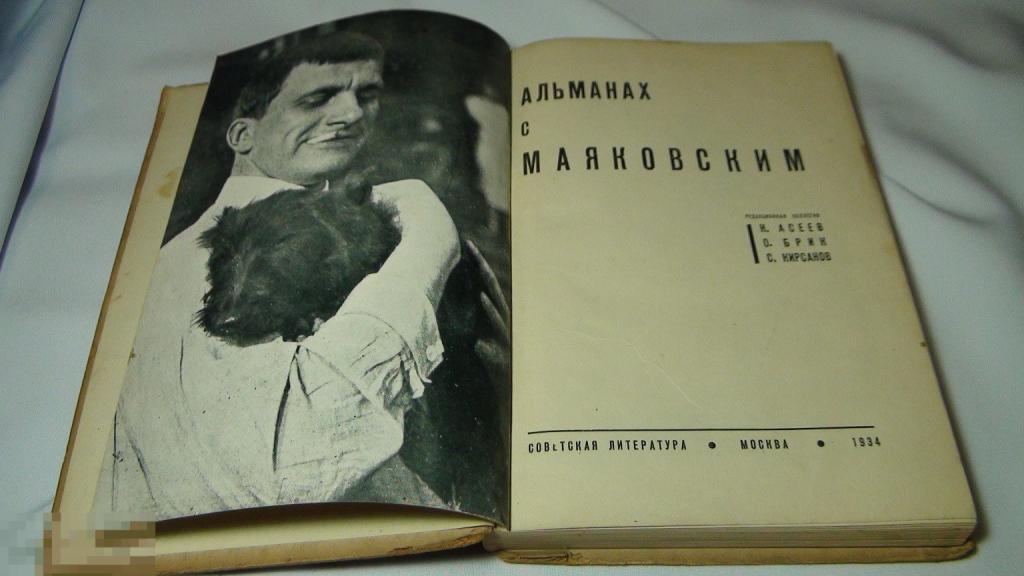 АЛЬМАНАХ
С
МАЯКОВСКИМ
РЕДАКЦИОННАЯ КОЛЛЕГИЯ
Н. АСЕЕВ
О. БРИК
С. КИРСАНОВ
СОВЕТСКАЯ ЛИТЕРАТУРА • МОСКВА • 1934